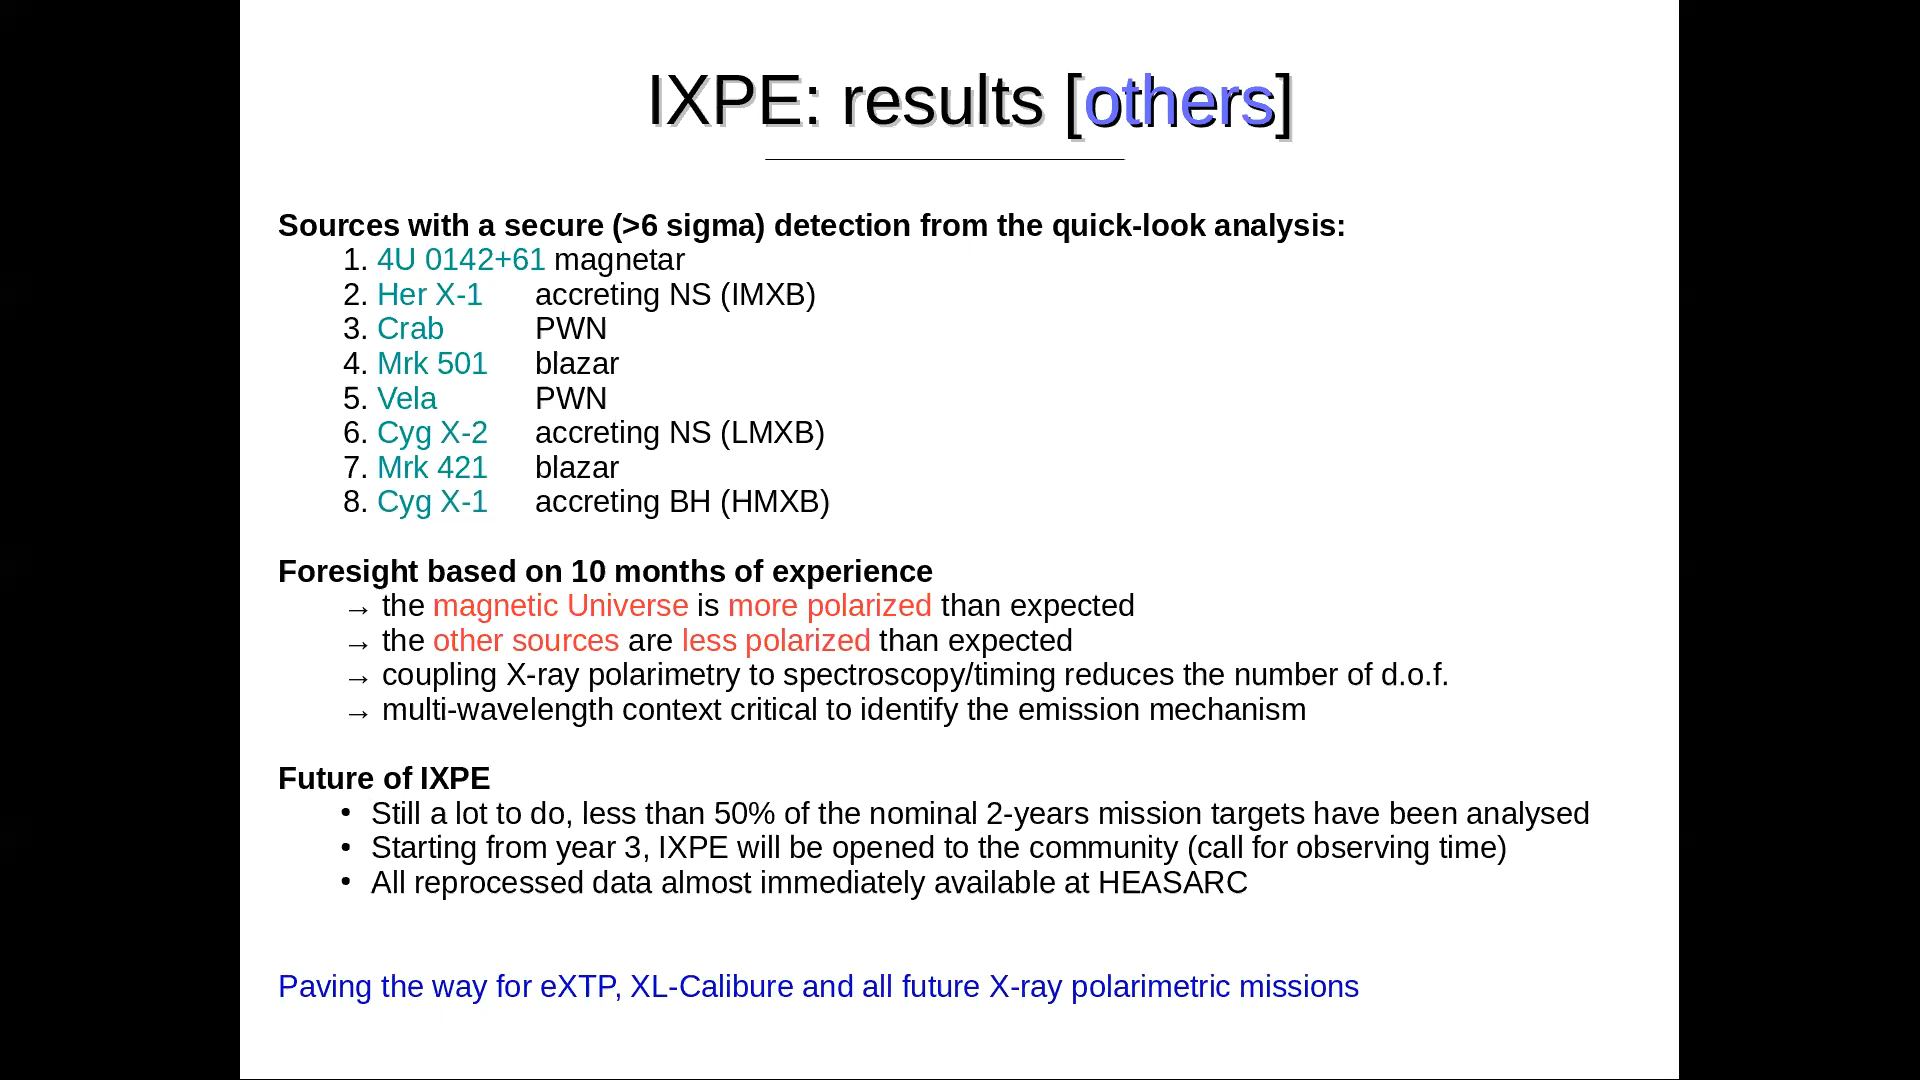 IXPE: results [others]
Sources with a secure (>6 sigma) detection from the quick-look analysis:
1. 4U 0142+61 magnetar
2. Her X-1 accreting NS (IMXB)
3. Crab PWN
4. Mrk 501 blazar
5. Vela PWN
6. Cyg X-2 accreting NS (LMXB)
7. Mrk 421 blazar
8. Cyg X-1 accreting BH (HMXB)
Foresight based on 10 months of experience
→ the magnetic Universe is more polarized than expected
→ the other sources are less polarized than expected
→ coupling X-ray polarimetry to spectroscopy/timing reduces the number of d.o.f.
→ multi-wavelength context critical to identify the emission mechanism
Future of IXPE
• Still a lot to do, less than 50% of the nominal 2-years mission targets have been analysed
• Starting from year 3, IXPE will be opened to the community (call for observing time)
• All reprocessed data almost immediately available at HEASARC
Paving the way for eXTP, XL-Calibure and all future X-ray polarimetric missions